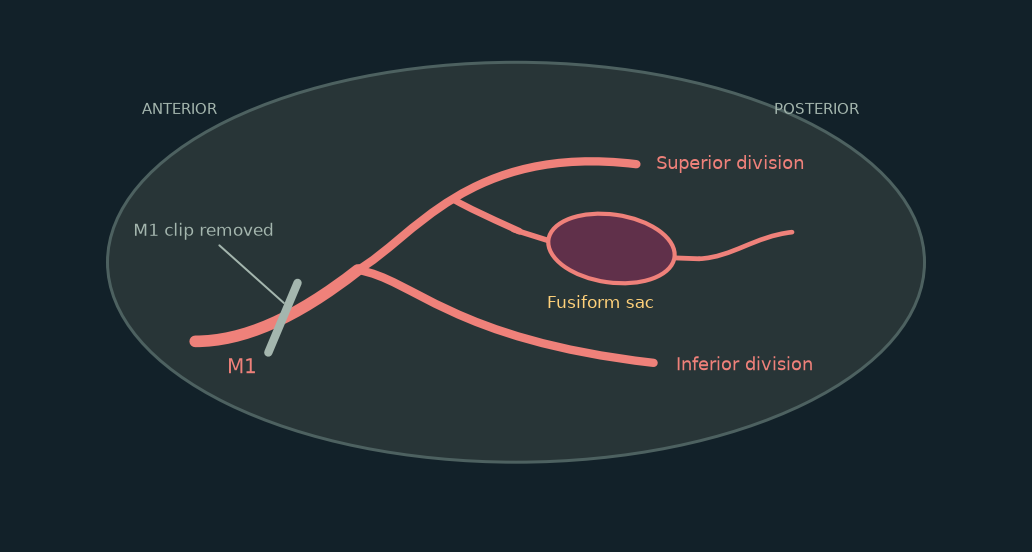 ANTERIOR
POSTERIOR
Superior division
M1 clip removed
Fusiform sac
M1
Inferior division